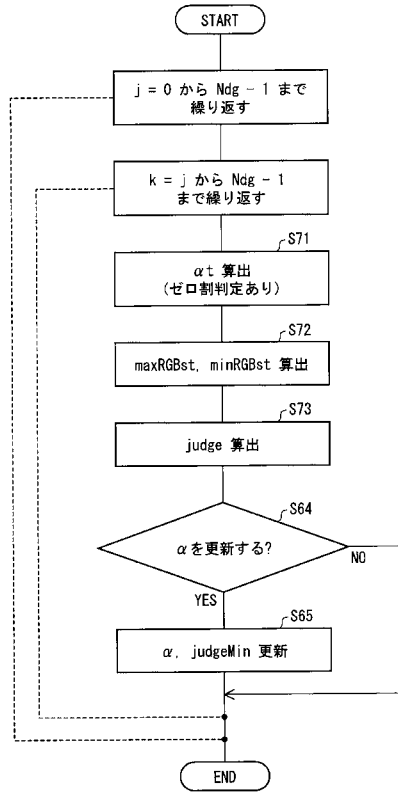 START
j = 0 から Ndg - 1 まで
繰り返す
k = j から Ndg - 1
まで繰り返す
S71
αt 算出
(ゼロ割判定あり)
S72
maxRGBst, minRGBst 算出
S73
judge 算出
S64
αを更新する?
NO
YES
S65
α, judgeMin 更新
END